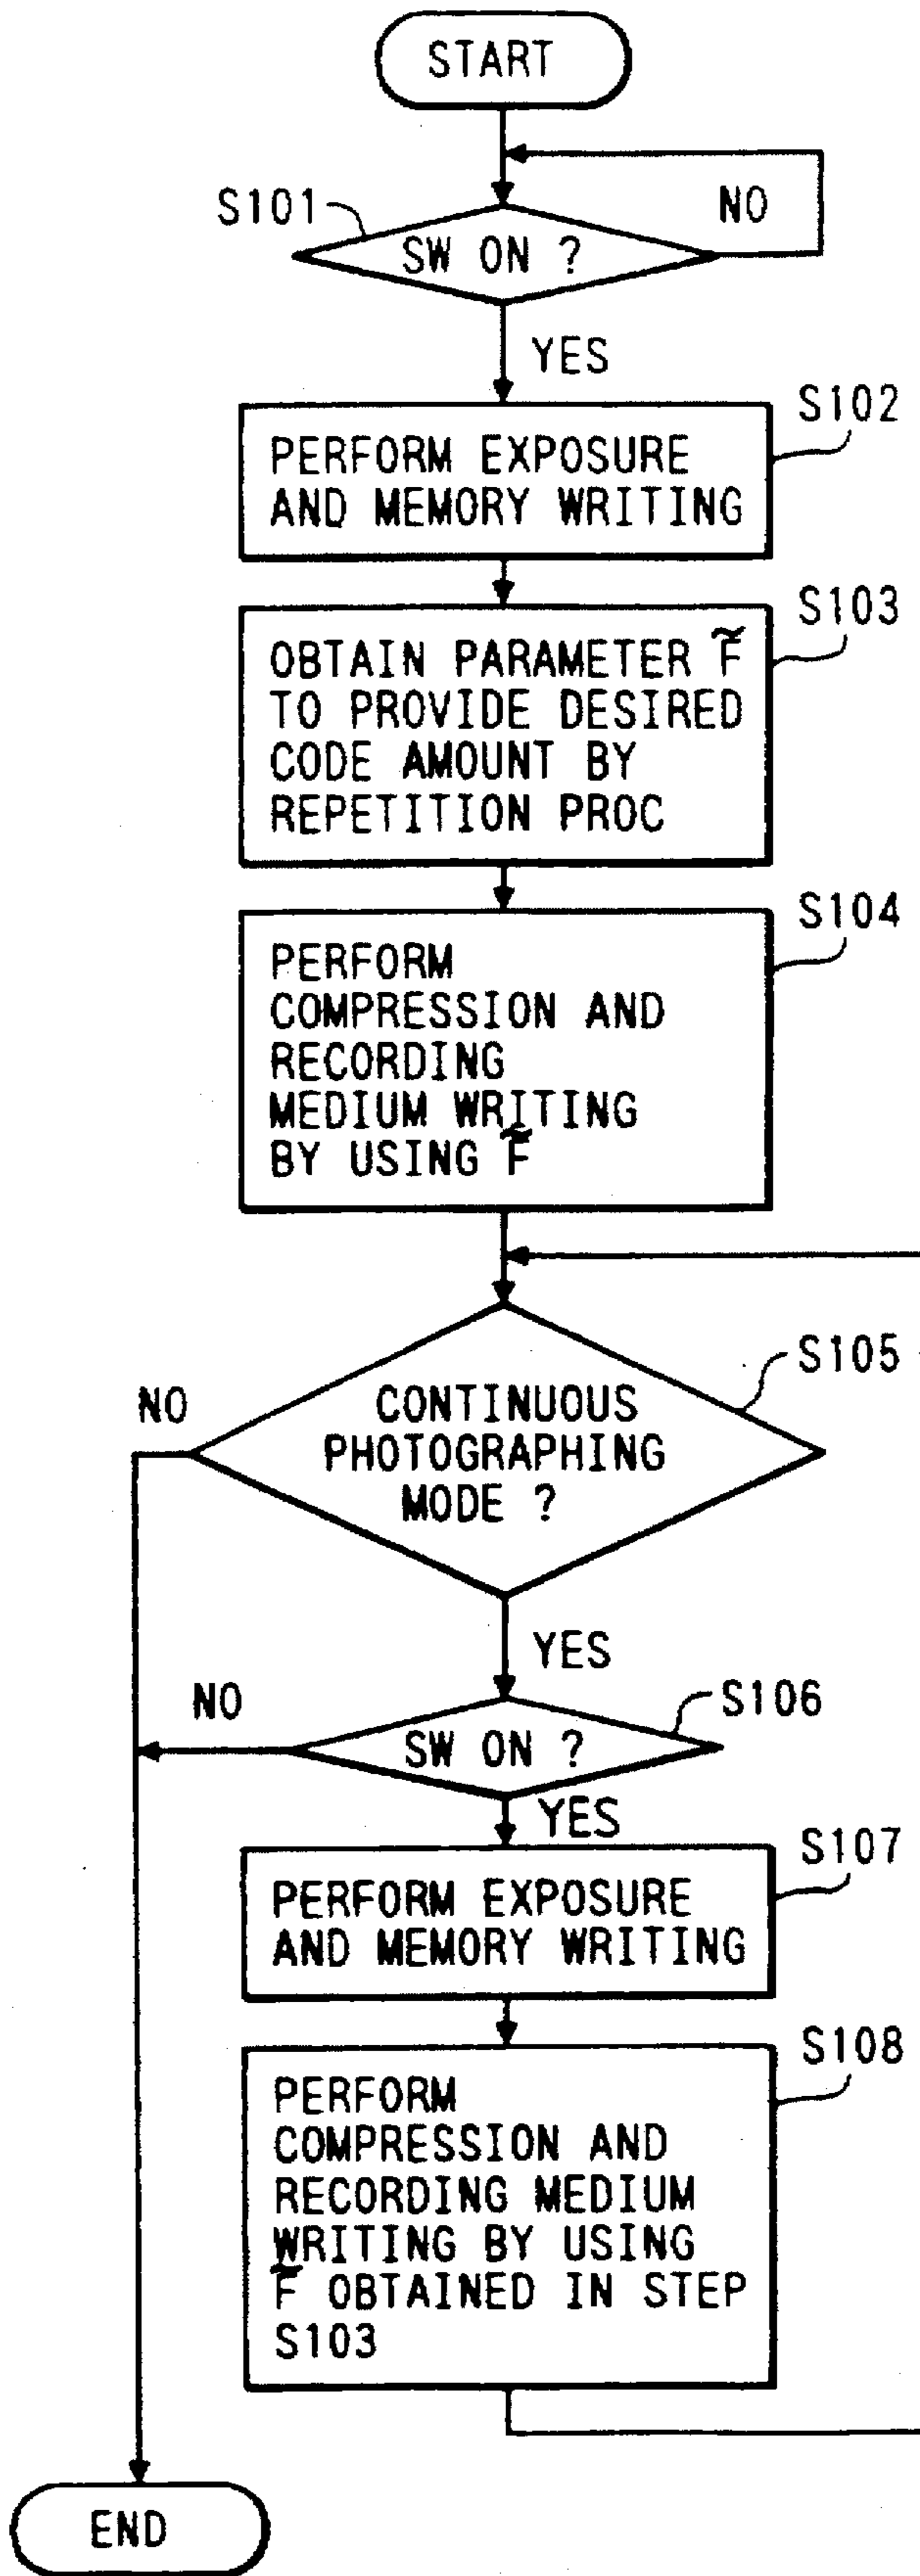 START
NO
S101
SW ON ?
YES
S102
PERFORM EXPOSURE
AND MEMORY WRITING
S103
OBTAIN PARAMETER F̃
TO PROVIDE DESIRED
CODE AMOUNT BY
REPETITION PROC
S104
PERFORM
COMPRESSION AND
RECORDING
MEDIUM WRITING
BY USING F̃
S105
NO
CONTINUOUS
PHOTOGRAPHING
MODE ?
YES
NO
S106
SW ON ?
YES
S107
PERFORM EXPOSURE
AND MEMORY WRITING
S108
PERFORM
COMPRESSION AND
RECORDING MEDIUM
WRITING BY USING
F̃ OBTAINED IN STEP
S103
END